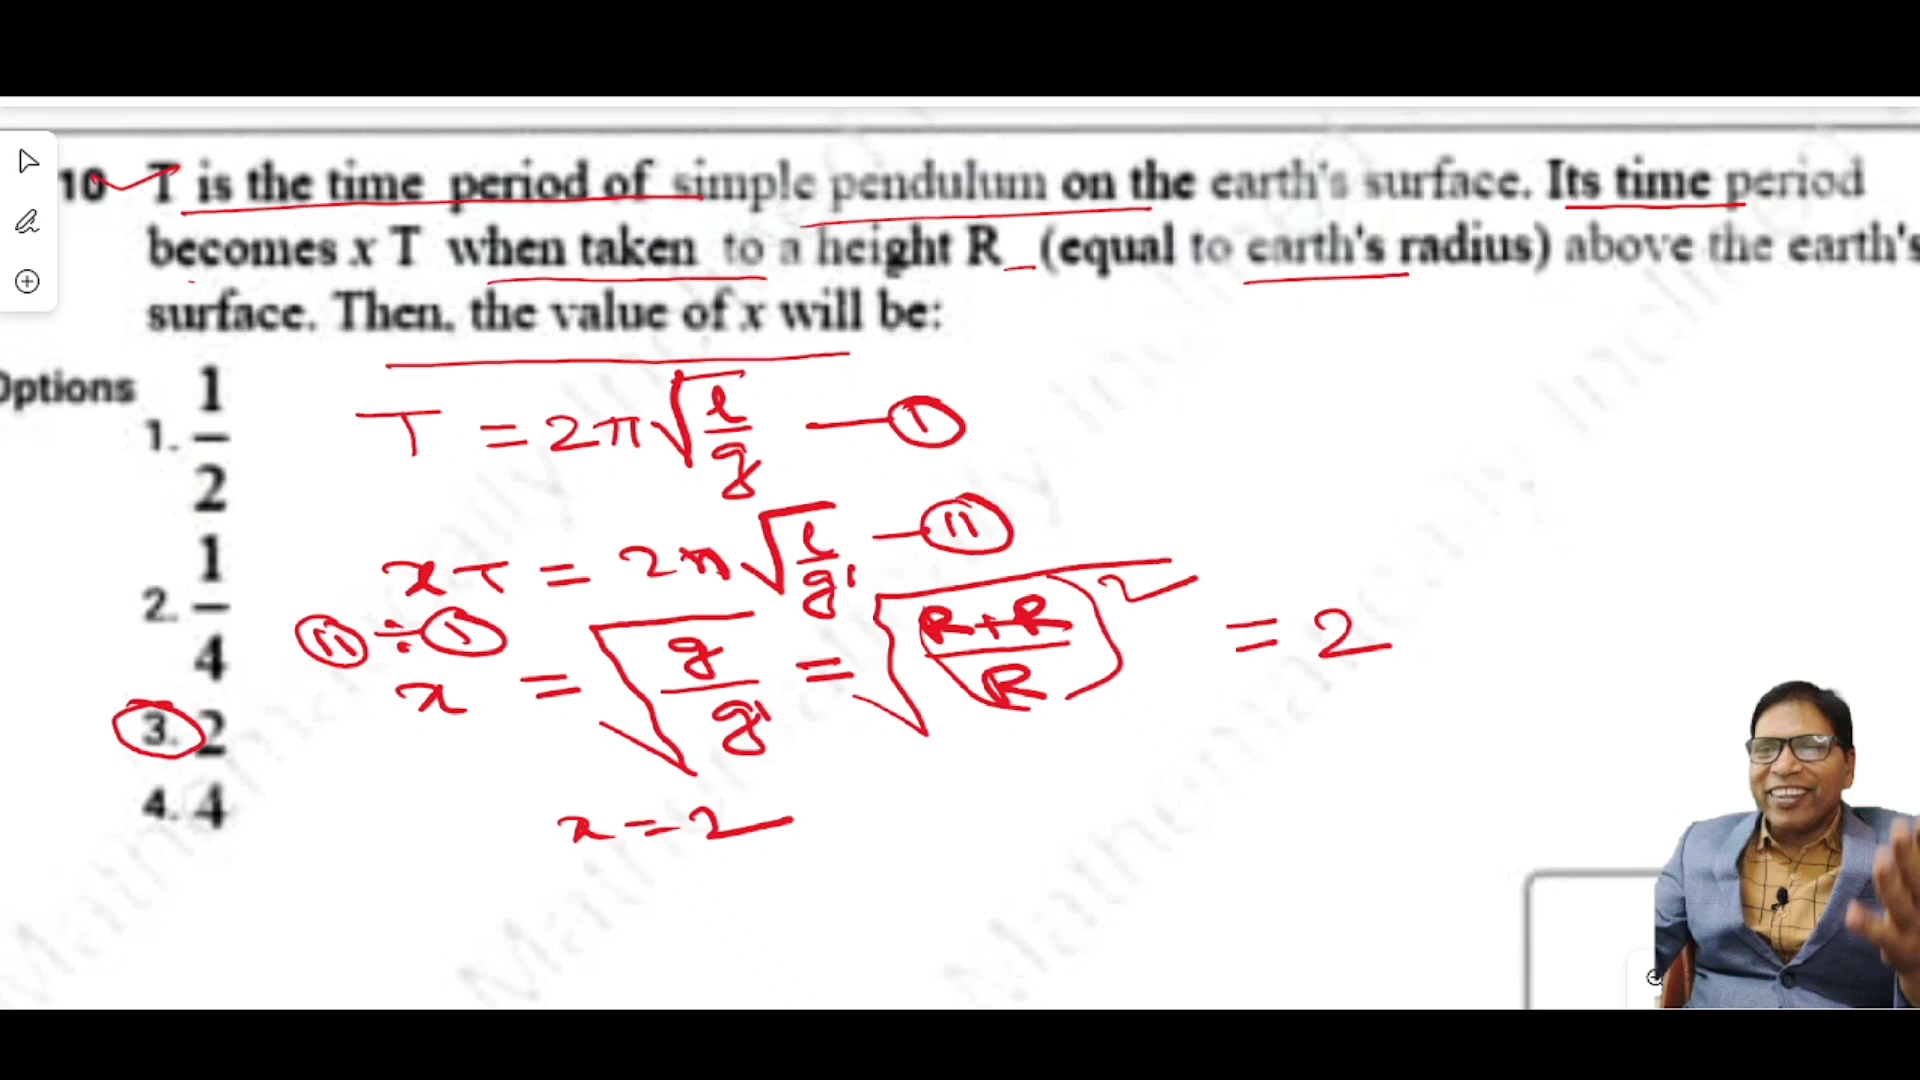 10 T is the time period of simple pendulum on the earth's surface. Its time period
becomes x T when taken to a height R (equal to earth's radius) above the earth's
surface. Then, the value of x will be:
Options
1. 1/2
2. 1/4
3. 2
4. 4
T = 2π√(l/g) — (I)
xT = 2π√(l/g') — (II)
(II) ÷ (I)
x = √(g/g') = √((R+R)/R)² = 2
x = 2